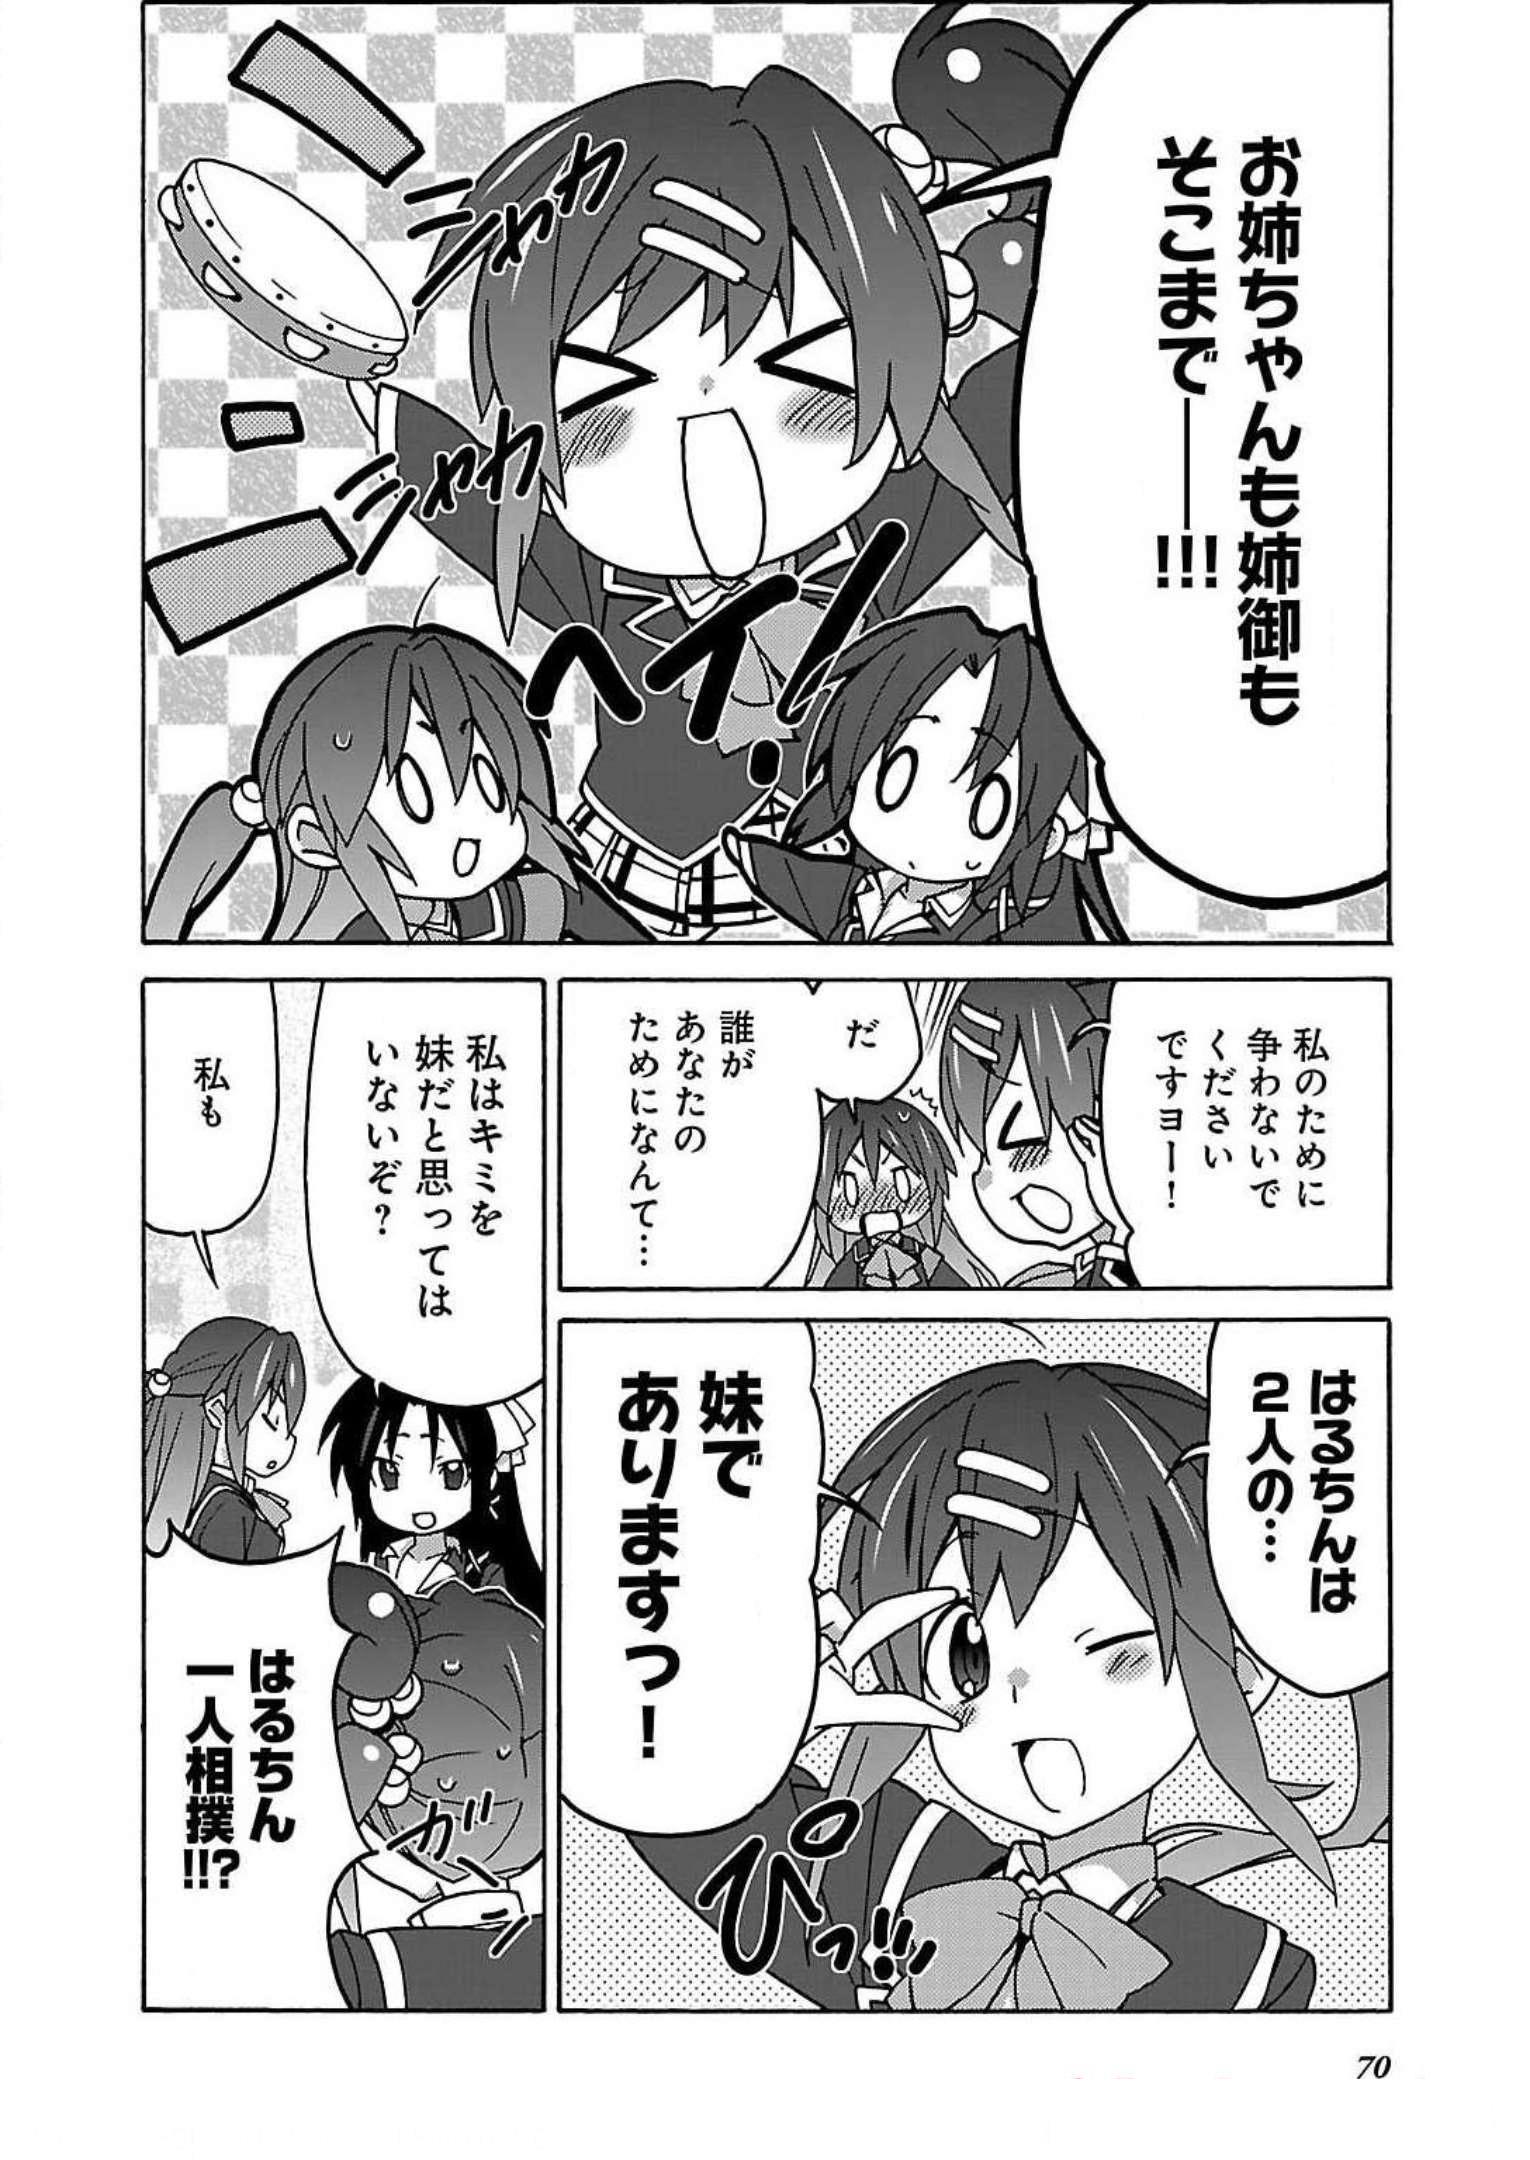 お姉ちゃんも姉御も
そこまで――!!!
シャわわ
シャわわ
ヘイ!
私のために
争わないで
ください
ですヨー!
だ
誰が
あなたの
ためになんて…
はるちんは
2人の…
妹で
ありますっ!
ぴっ!!
私はキミを
妹だと思っては
いないぞ?
私も
はるちん
一人相撲!!?
ガーン
70